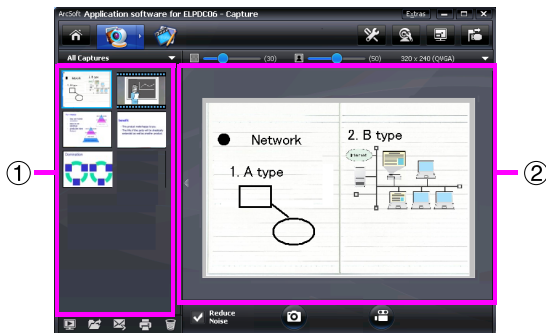 ArcSoft Application software for ELPDC06 - Capture
Extras
All Captures
(30)
(50)
320 x 240 (QVGA)
Network
1. A type
2. B type
Reduce
Noise
1
2